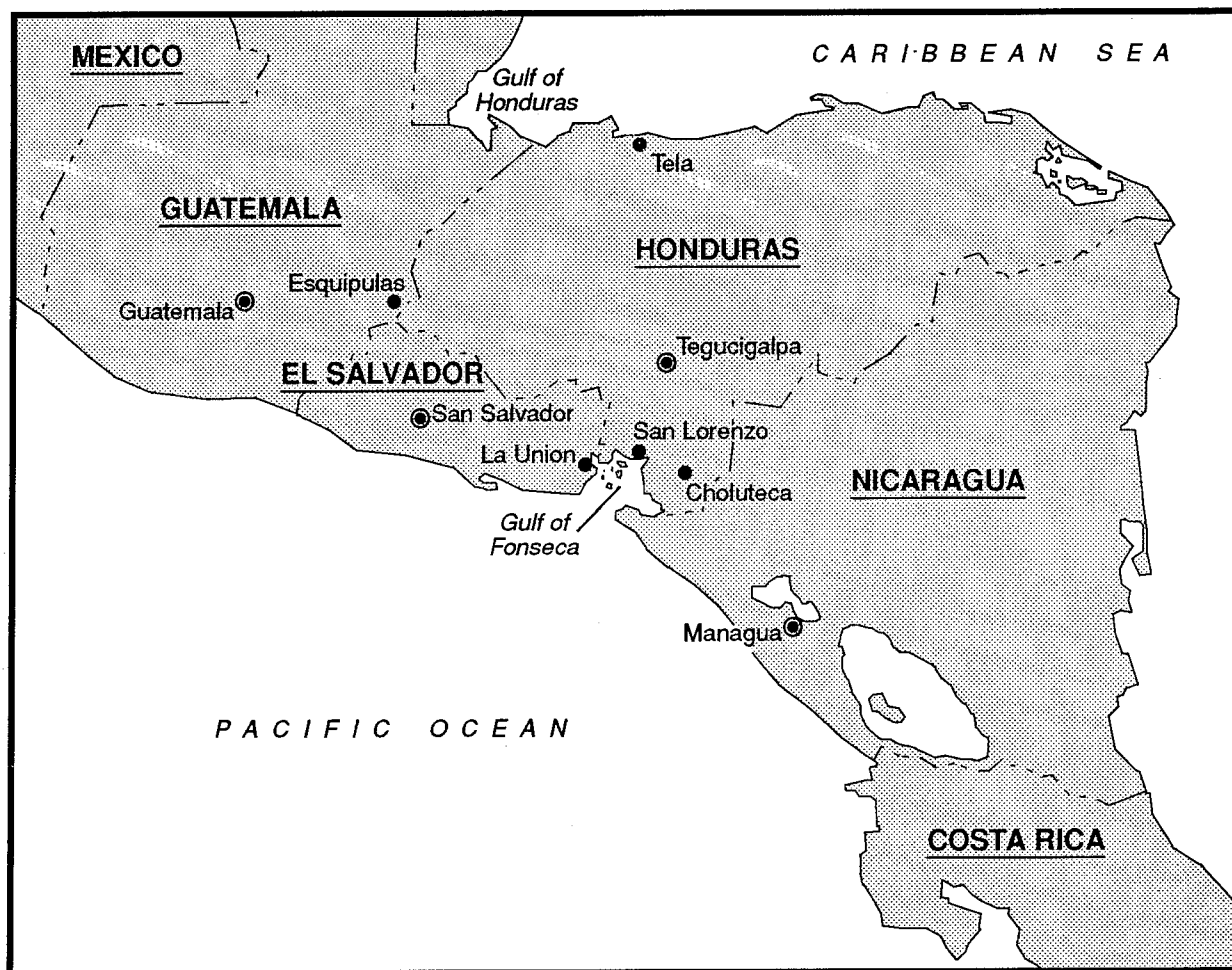 MEXICO
CARIBBEAN SEA
Gulf of
Honduras
Tela
GUATEMALA
HONDURAS
Esquipulas
Guatemala
Tegucigalpa
EL SALVADOR
San Salvador
San Lorenzo
La Union
Choluteca
NICARAGUA
Gulf of
Fonseca
Managua
PACIFIC OCEAN
COSTA RICA